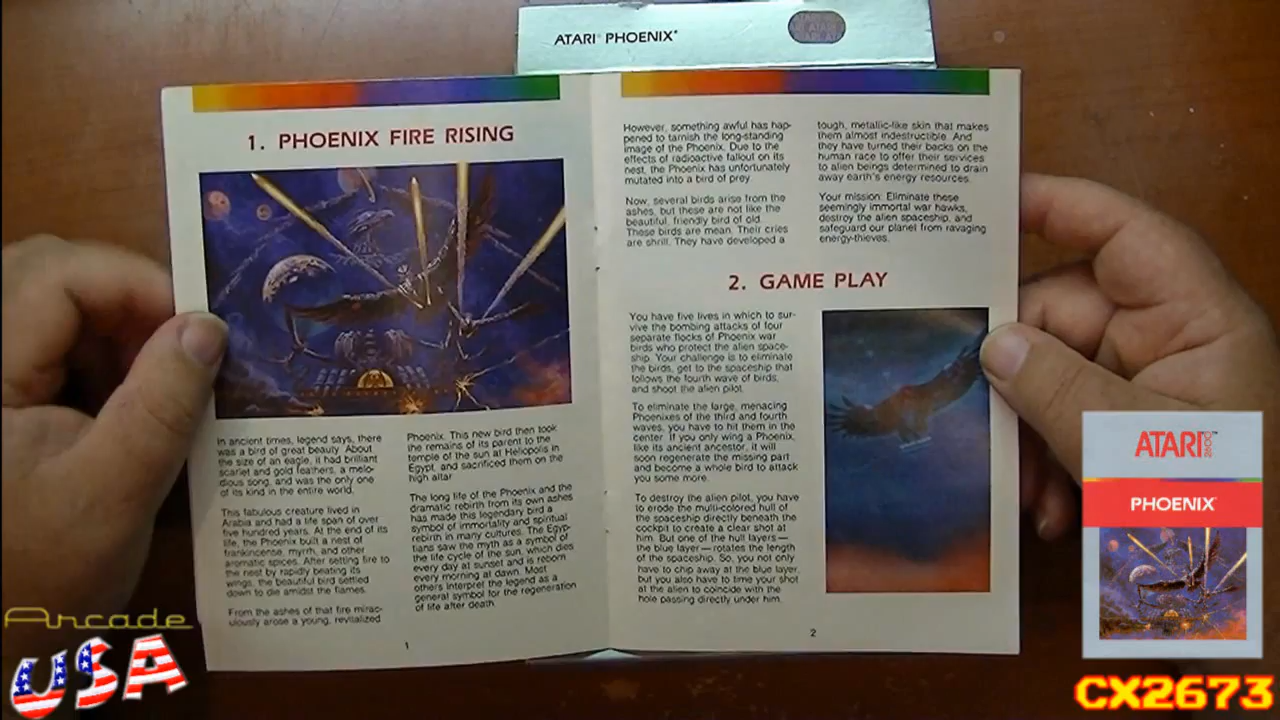 ATARI® PHOENIX™
1. PHOENIX FIRE RISING
In ancient times, legend says, there
was a bird of great beauty. About
the size of an eagle, it had brilliant
scarlet and gold feathers, a melo-
dious song, and was the only one
of its kind in the entire world.
This fabulous creature lived in
Arabia and had a life span of over
five hundred years. At the end of its
life, the Phoenix built a nest of
frankincense, myrrh, and other
aromatic spices. After setting fire to
the nest by rapidly beating its
wings, the beautiful bird settled
down to die amidst the flames.
From the ashes of that fire mirac-
ulously arose a young, revitalized
Phoenix. This new bird then took
the remains of its parent to the
temple of the sun at Heliopolis in
Egypt, and sacrificed them on the
high altar.
The long life of the Phoenix and the
dramatic rebirth from its own ashes
has made this legendary bird a
symbol of immortality and spiritual
rebirth in many cultures. The Egyp-
tians saw the myth as a symbol of
the life cycle of the sun, which dies
every day at sunset and is reborn
every morning at dawn. Most
others interpret the legend as a
general symbol for the regeneration
of life after death.
1
However, something awful has hap-
pened to tarnish the long-standing
image of the Phoenix. Due to the
effects of radioactive fallout on its
nest, the Phoenix has unfortunately
mutated into a bird of prey.
Now, several birds arise from the
ashes, but these are not like the
beautiful, friendly bird of old.
These birds are mean. Their cries
are shrill. They have developed a
tough, metallic-like skin that makes
them almost indestructible. And
they have turned their backs on the
human race to offer their services
to alien beings determined to drain
away earth's energy resources.
Your mission: Eliminate these
seemingly immortal war hawks,
destroy the alien spaceship, and
safeguard our planet from ravaging
energy-thieves.
2. GAME PLAY
You have five lives in which to sur-
vive the bombing attacks of four
separate flocks of Phoenix war
birds who protect the alien space-
ship. Your challenge is to eliminate
the birds, get to the spaceship that
follows the fourth wave of birds,
and shoot the alien pilot.
To eliminate the large, menacing
Phoenixes of the third and fourth
waves, you have to hit them in the
center. If you only wing a Phoenix,
like its ancient ancestor, it will
soon regenerate the missing part
and become a whole bird to attack
you some more.
To destroy the alien pilot, you have
to erode the multi-colored hull of
the spaceship directly beneath the
cockpit to create a clear shot at
him. But one of the hull layers—
the blue layer—rotates the length
of the spaceship. So, you not only
have to chip away at the blue layer,
but you also have to time your shot
at the alien to coincide with the
hole passing directly under him.
2
ATARI 2600™
PHOENIX™
Arcade
USA
CX2673